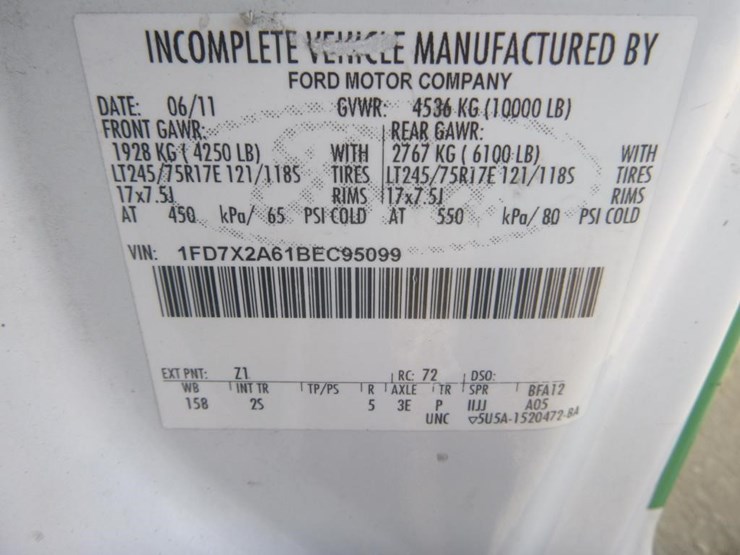 INCOMPLETE VEHICLE MANUFACTURED BY
FORD MOTOR COMPANY
DATE: 06/11 GVWR: 4536 KG (10000 LB)
FRONT GAWR: REAR GAWR:
1928 KG ( 4250 LB) WITH 2767 KG ( 6100 LB) WITH
LT245/75R17E 121/118S TIRES LT245/75R17E 121/118S TIRES
17x7.5J RIMS 17x7.5J RIMS
AT 450 kPa/ 65 PSI COLD AT 550 kPa/ 80 PSI COLD
VIN: 1FD7X2A61BEC95099
EXT PNT: Z1 RC: 72 DSO:
WB INT TR TP/PS R AXLE TR SPR BFA12
158 2S 5 3E P IIJJ A05
UNC ▽5U5A-1520472-BA